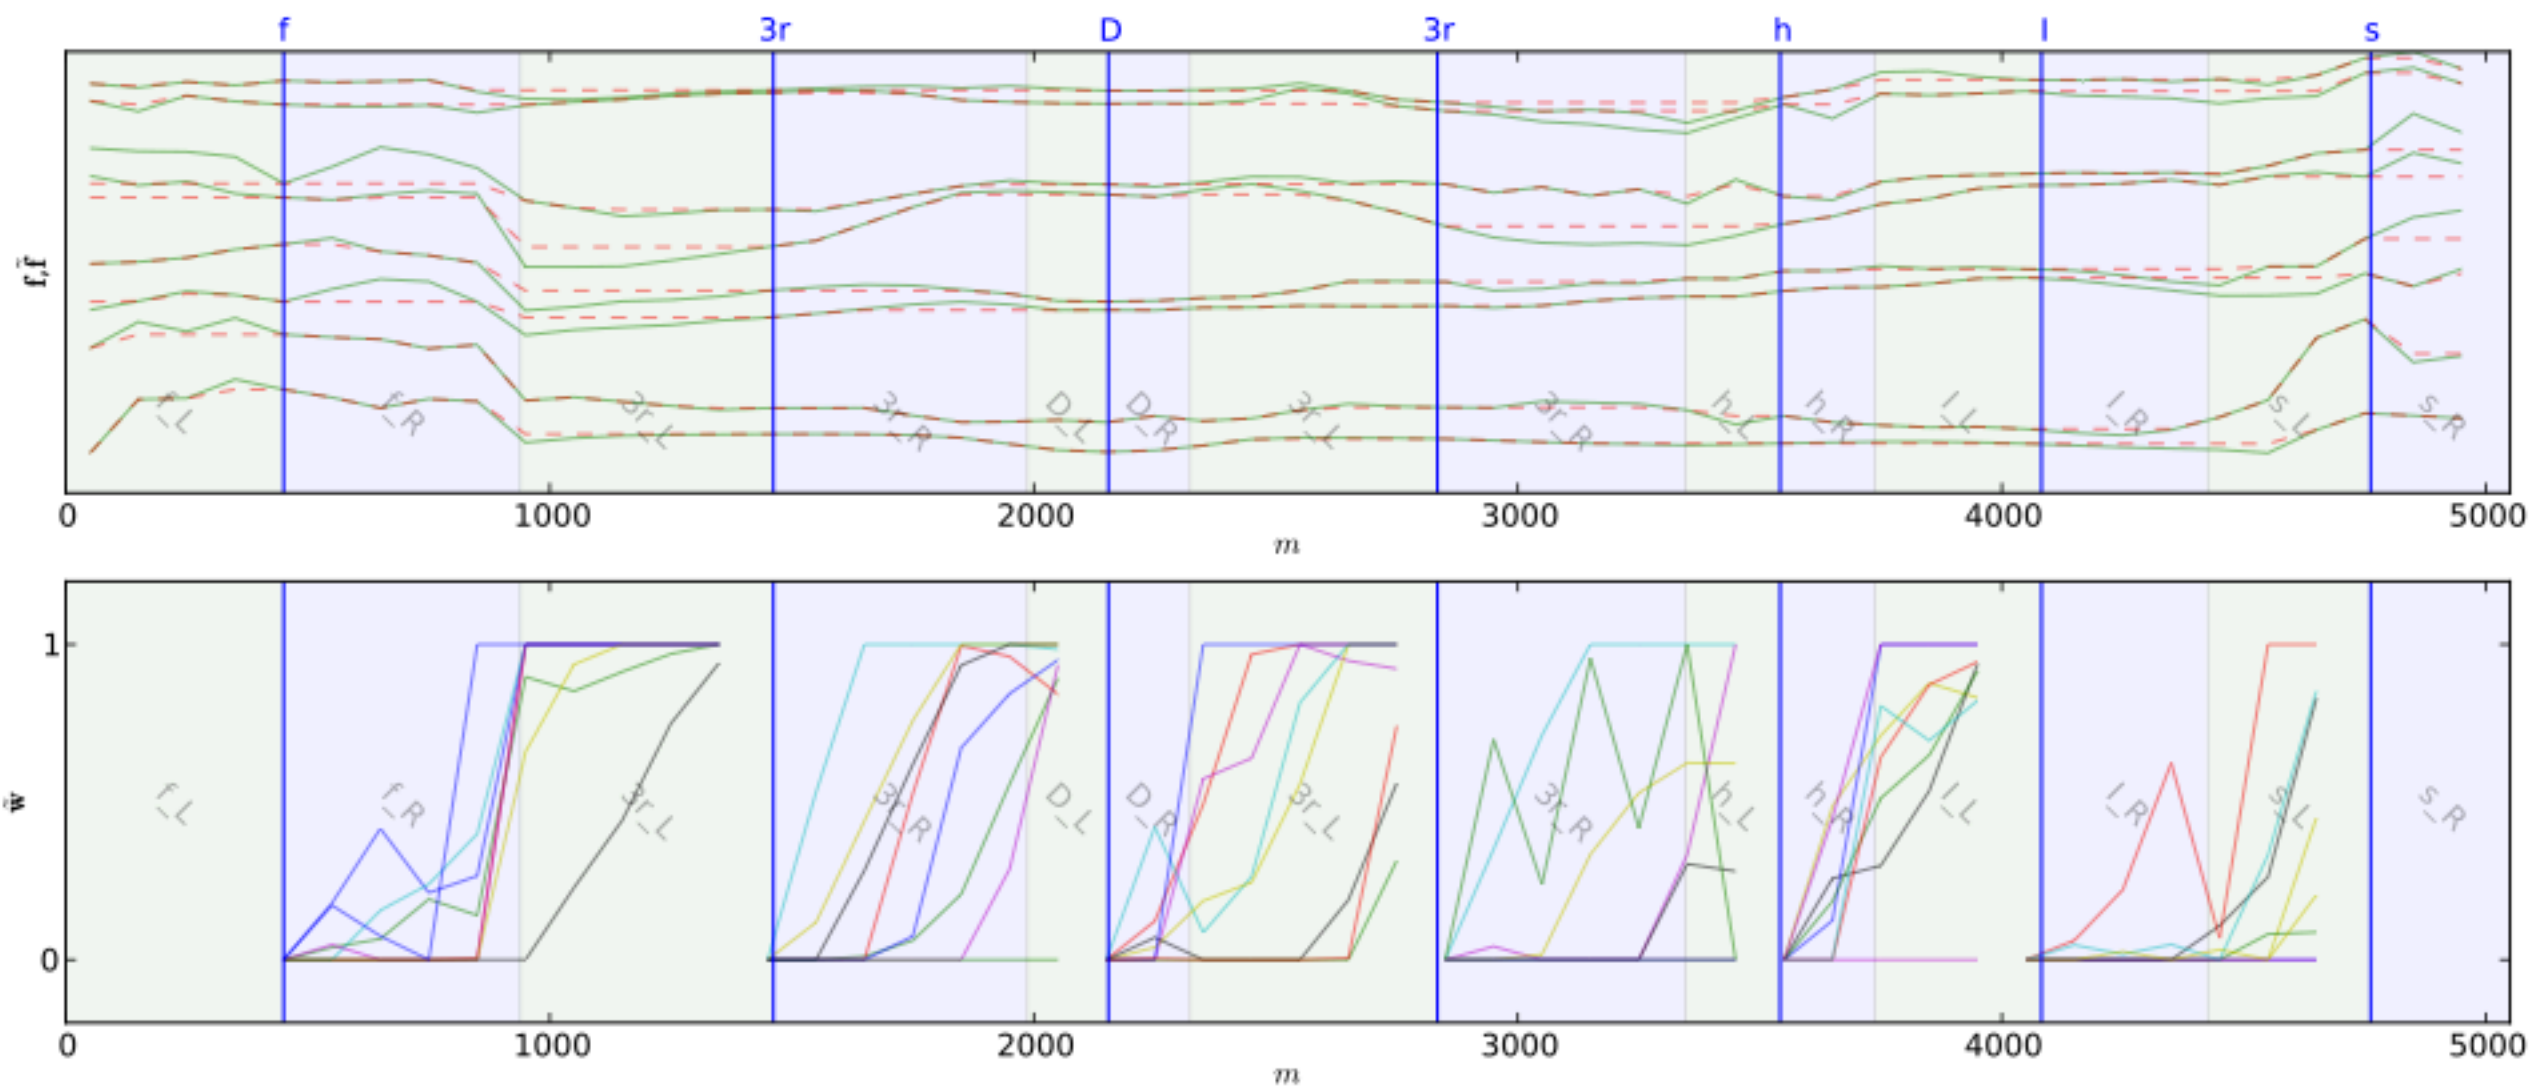 f 3r D 3r h l s
f, f̃
f_L f_R 3r_L 3r_R D_L D_R 3r_L 3r_R h_L h_R l_L l_R s_L s_R
0 1000 2000 3000 4000 5000
m
1
w̃
f_L f_R 3r_L 3r_R D_L D_R 3r_L 3r_R h_L h_R l_L l_R s_L s_R
0
0 1000 2000 3000 4000 5000
m